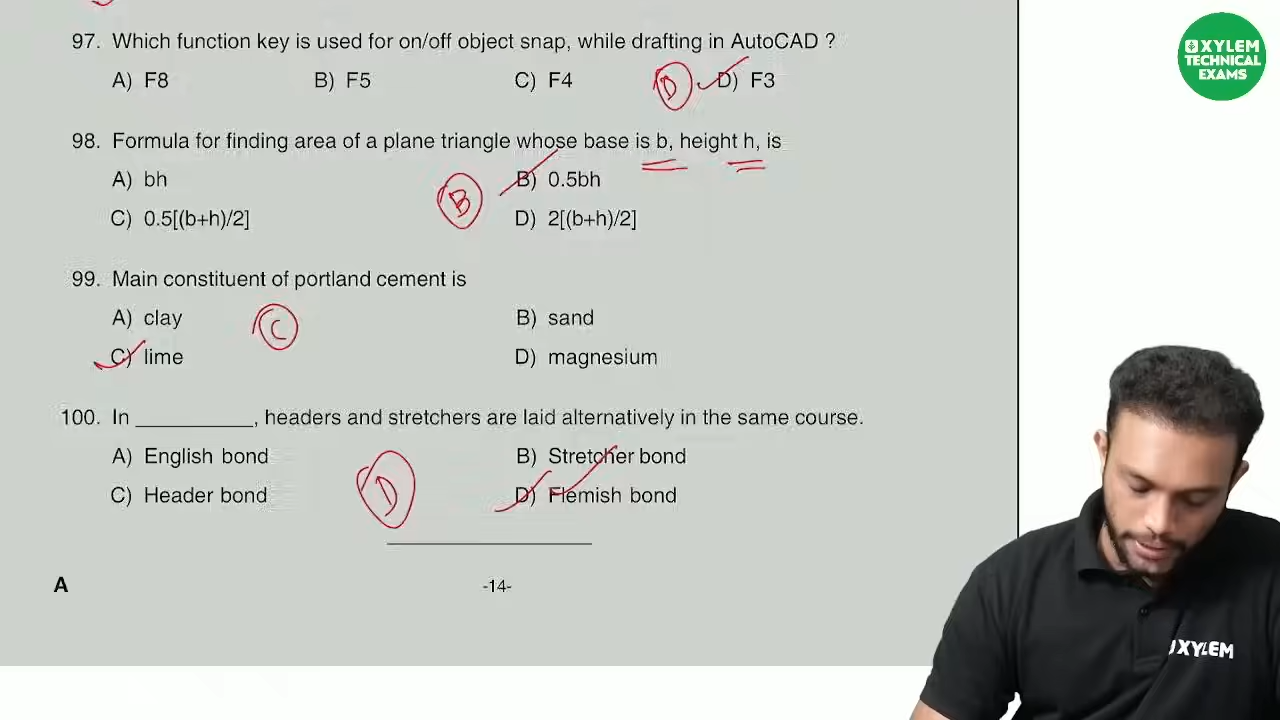 97. Which function key is used for on/off object snap, while drafting in AutoCAD ?
A) F8 B) F5 C) F4 D D) F3
98. Formula for finding area of a plane triangle whose base is b, height h, is
A) bh B) 0.5bh
B
C) 0.5[(b+h)/2] D) 2[(b+h)/2]
99. Main constituent of portland cement is
A) clay B) sand
C
C) lime D) magnesium
100. In __________, headers and stretchers are laid alternatively in the same course.
A) English bond B) Stretcher bond
C) Header bond D D) Flemish bond
A -14-
XYLEM
TECHNICAL
EXAMS
XYLEM